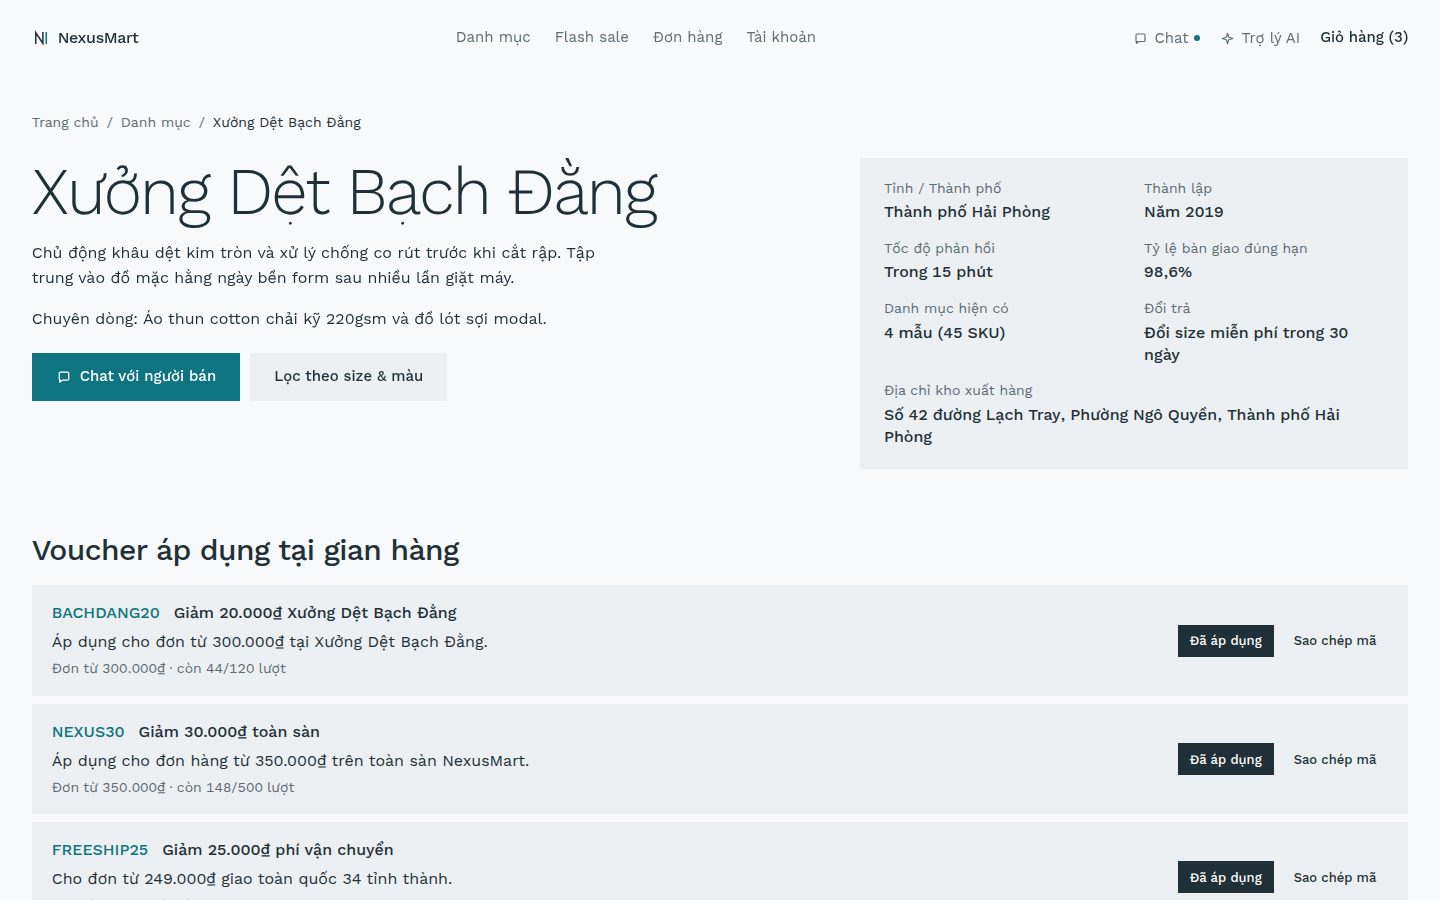 NexusMart
Danh mục
Flash sale
Đơn hàng
Tài khoản
Chat
Trợ lý AI
Giỏ hàng (3)
Trang chủ / Danh mục / Xưởng Dệt Bạch Đằng
Xưởng Dệt Bạch Đằng
Chủ động khâu dệt kim tròn và xử lý chống co rút trước khi cắt rập. Tập
trung vào đồ mặc hằng ngày bền form sau nhiều lần giặt máy.
Chuyên dòng: Áo thun cotton chải kỹ 220gsm và đồ lót sợi modal.
Chat với người bán
Lọc theo size & màu
Tỉnh / Thành phố
Thành phố Hải Phòng
Thành lập
Năm 2019
Tốc độ phản hồi
Trong 15 phút
Tỷ lệ bàn giao đúng hạn
98,6%
Danh mục hiện có
4 mẫu (45 SKU)
Đổi trả
Đổi size miễn phí trong 30
ngày
Địa chỉ kho xuất hàng
Số 42 đường Lạch Tray, Phường Ngô Quyền, Thành phố Hải
Phòng
Voucher áp dụng tại gian hàng
BACHDANG20 Giảm 20.000₫ Xưởng Dệt Bạch Đằng
Áp dụng cho đơn từ 300.000₫ tại Xưởng Dệt Bạch Đằng.
Đơn từ 300.000₫ · còn 44/120 lượt
Đã áp dụng
Sao chép mã
NEXUS30 Giảm 30.000₫ toàn sàn
Áp dụng cho đơn hàng từ 350.000₫ trên toàn sàn NexusMart.
Đơn từ 350.000₫ · còn 148/500 lượt
Đã áp dụng
Sao chép mã
FREESHIP25 Giảm 25.000₫ phí vận chuyển
Cho đơn từ 249.000₫ giao toàn quốc 34 tỉnh thành.
Đã áp dụng
Sao chép mã